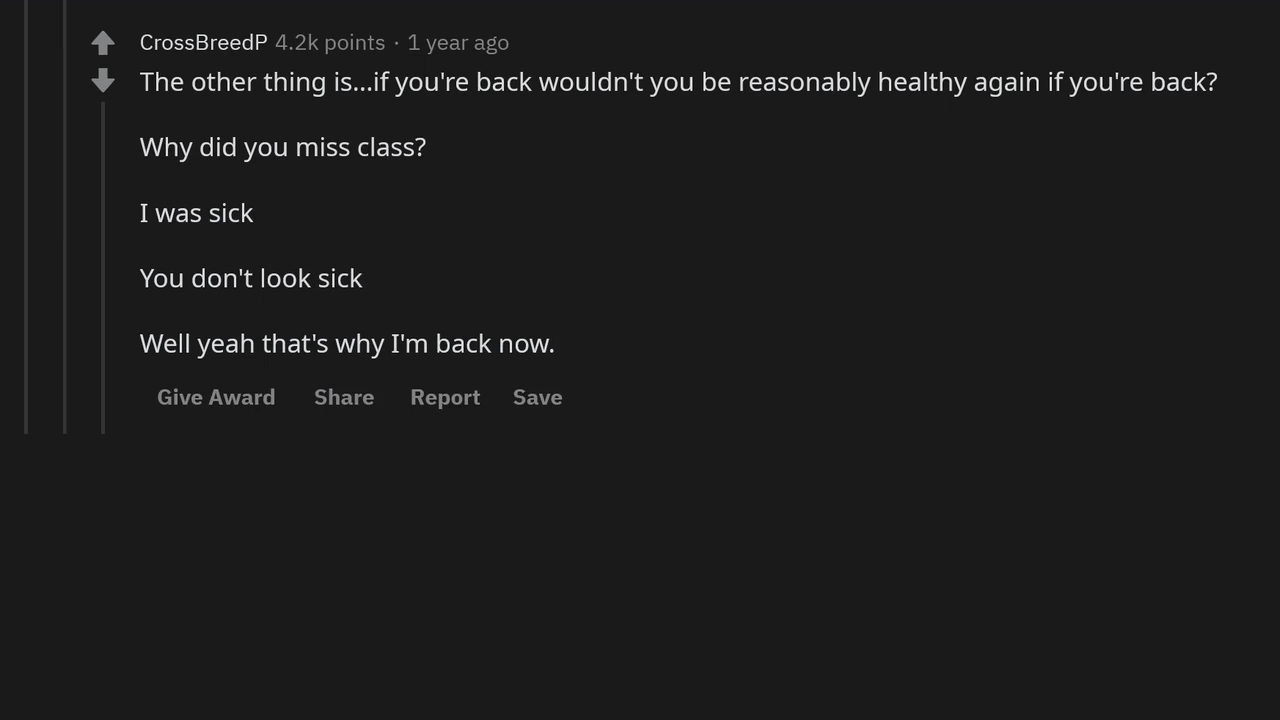 CrossBreedP 4.2k points · 1 year ago
The other thing is...if you're back wouldn't you be reasonably healthy again if you're back?
Why did you miss class?
I was sick
You don't look sick
Well yeah that's why I'm back now.
Give Award Share Report Save